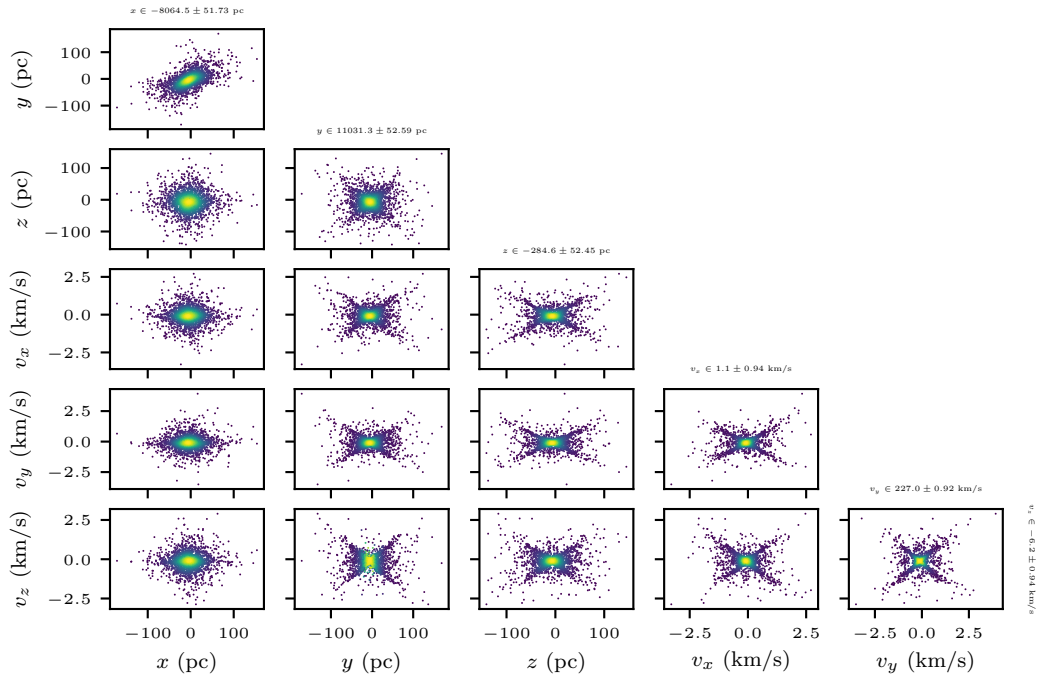 x ∈ −8064.5 ± 51.73 pc
y (pc)
100
0
−100
y ∈ 11031.3 ± 52.59 pc
z (pc)
100
0
−100
z ∈ −284.6 ± 52.45 pc
v_x (km/s)
2.5
0.0
−2.5
v_x ∈ 1.1 ± 0.94 km/s
v_y (km/s)
2.5
0.0
−2.5
v_y ∈ 227.0 ± 0.92 km/s
v_z (km/s)
2.5
0.0
−2.5
v_z ∈ −6.2 ± 0.94 km/s
−100 0 100 −100 0 100 −100 0 100 −2.5 0.0 2.5 −2.5 0.0 2.5
x (pc) y (pc) z (pc) v_x (km/s) v_y (km/s)